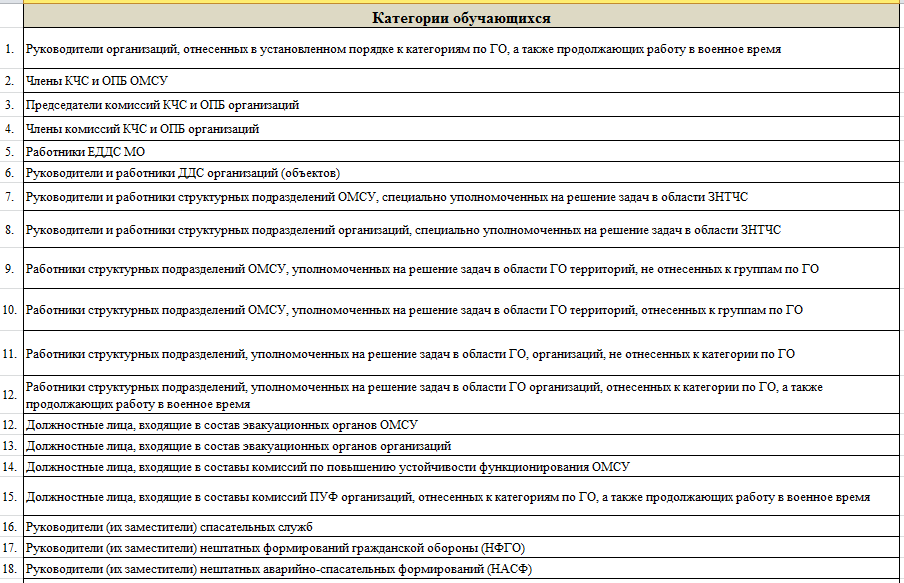 Категории обучающихся
1. Руководители организаций, отнесенных в установленном порядке к категориям по ГО, а также продолжающих работу в военное время
2. Члены КЧС и ОПБ ОМСУ
3. Председатели комиссий КЧС и ОПБ организаций
4. Члены комиссий КЧС и ОПБ организаций
5. Работники ЕДДС МО
6. Руководители и работники ДДС организаций (объектов)
7. Руководители и работники структурных подразделений ОМСУ, специально уполномоченных на решение задач в области ЗНТЧС
8. Руководители и работники структурных подразделений организаций, специально уполномоченных на решение задач в области ЗНТЧС
9. Работники структурных подразделений ОМСУ, уполномоченных на решение задач в области ГО территорий, не отнесенных к группам по ГО
10. Работники структурных подразделений ОМСУ, уполномоченных на решение задач в области ГО территорий, отнесенных к группам по ГО
11. Работники структурных подразделений, уполномоченных на решение задач в области ГО, организаций, не отнесенных к категории по ГО
12. Работники структурных подразделений, уполномоченных на решение задач в области ГО организаций, отнесенных к категории по ГО, а также
продолжающих работу в военное время
12. Должностные лица, входящие в состав эвакуационных органов ОМСУ
13. Должностные лица, входящие в состав эвакуационных органов организаций
14. Должностные лица, входящие в составы комиссий по повышению устойчивости функционирования ОМСУ
15. Должностные лица, входящие в составы комиссий ПУФ организаций, отнесенных к категориям по ГО, а также продолжающих работу в военное время
16. Руководители (их заместители) спасательных служб
17. Руководители (их заместители) нештатных формирований гражданской обороны (НФГО)
18. Руководители (их заместители) нештатных аварийно-спасательных формирований (НАСФ)